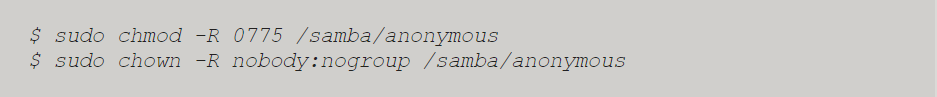 $ sudo chmod -R 0775 /samba/anonymous
$ sudo chown -R nobody:nogroup /samba/anonymous